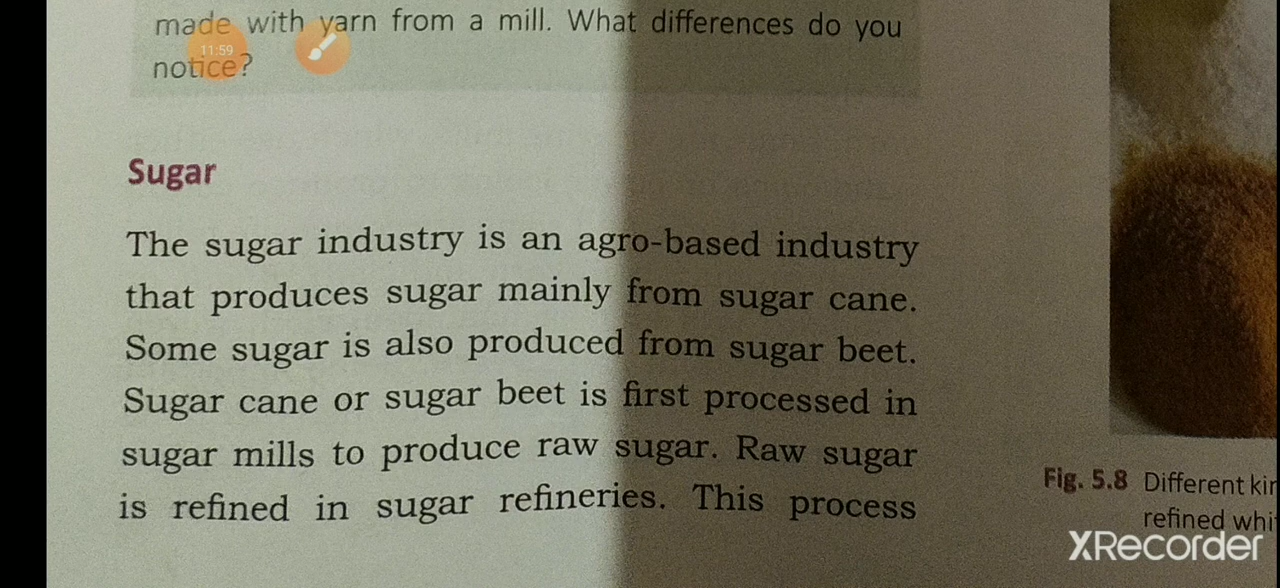 made with yarn from a mill. What differences do you
11:59
notice?
Sugar
The sugar industry is an agro-based industry
that produces sugar mainly from sugar cane.
Some sugar is also produced from sugar beet.
Sugar cane or sugar beet is first processed in
sugar mills to produce raw sugar. Raw sugar
is refined in sugar refineries. This process
Fig. 5.8 Different
refined
XRecorder